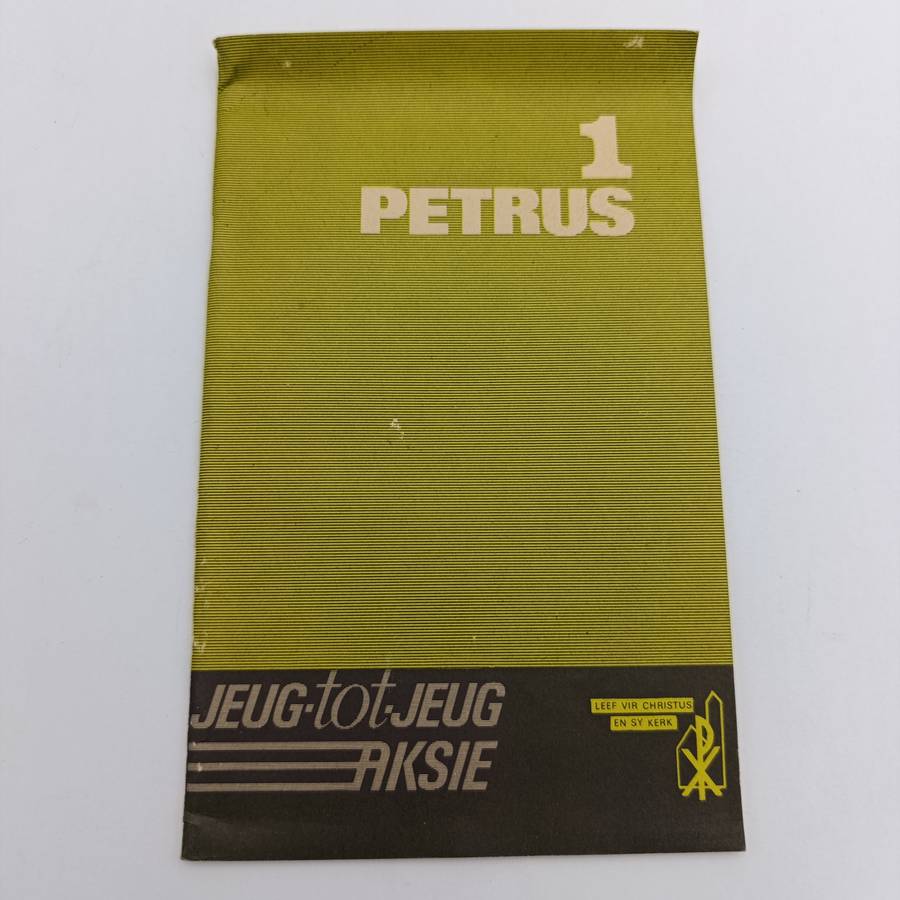 1
PETRUS
JEUG-tot-JEUG
AKSIE
LEEF VIR CHRISTUS
EN SY KERK